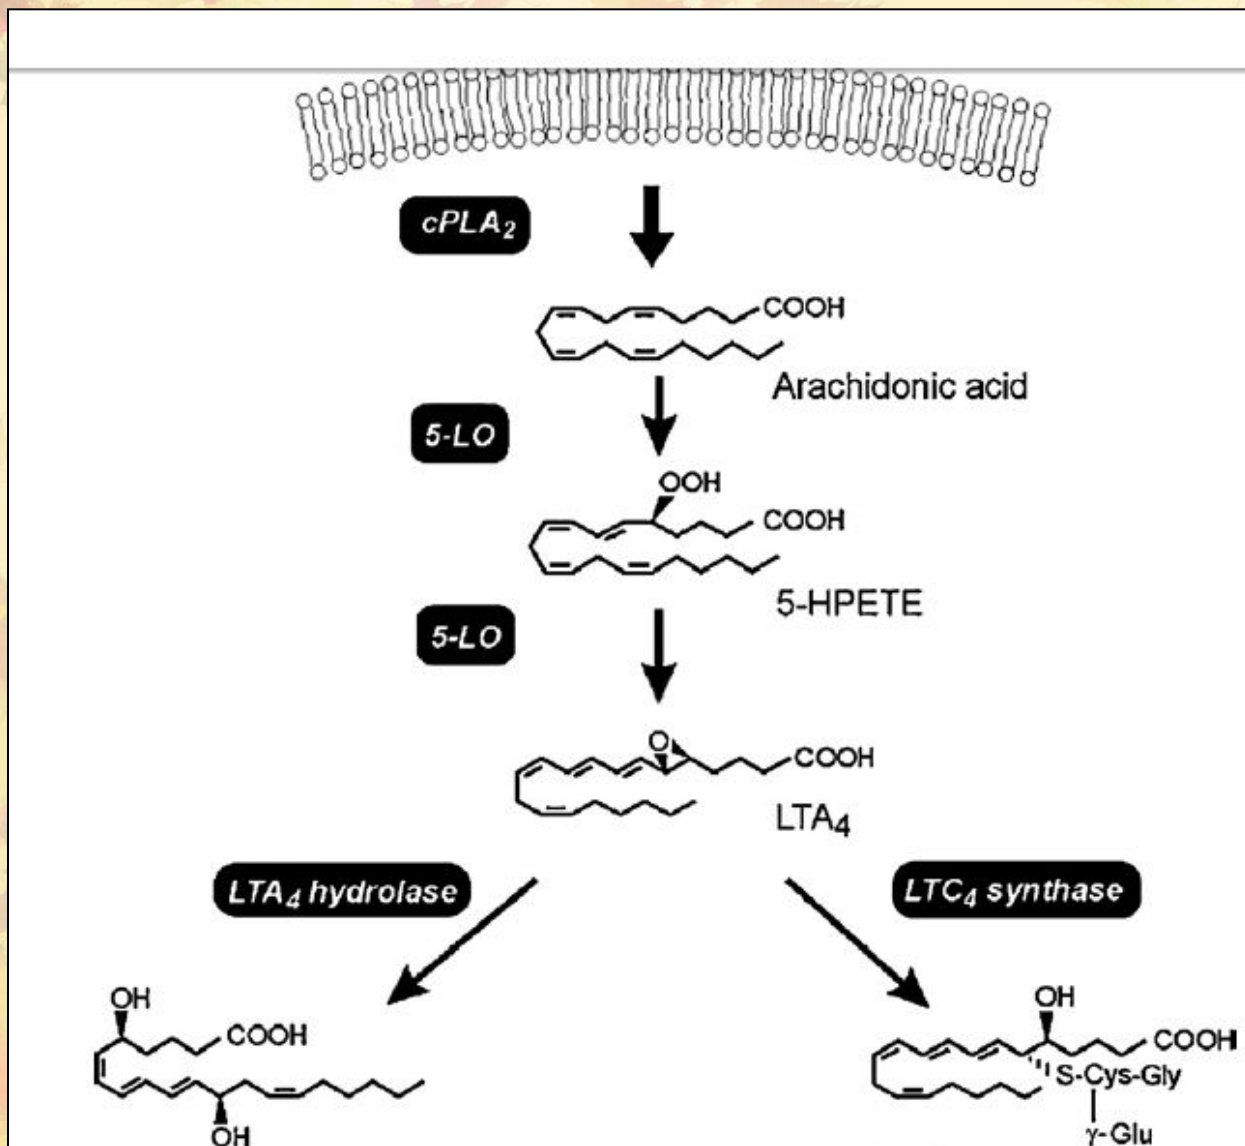 cPLA₂
COOH
Arachidonic acid
5-LO
OOH
COOH
5-HPETE
5-LO
O
COOH
LTA₄
LTA₄ hydrolase
LTC₄ synthase
OH
COOH
OH
OH
COOH
S-Cys-Gly
γ-Glu